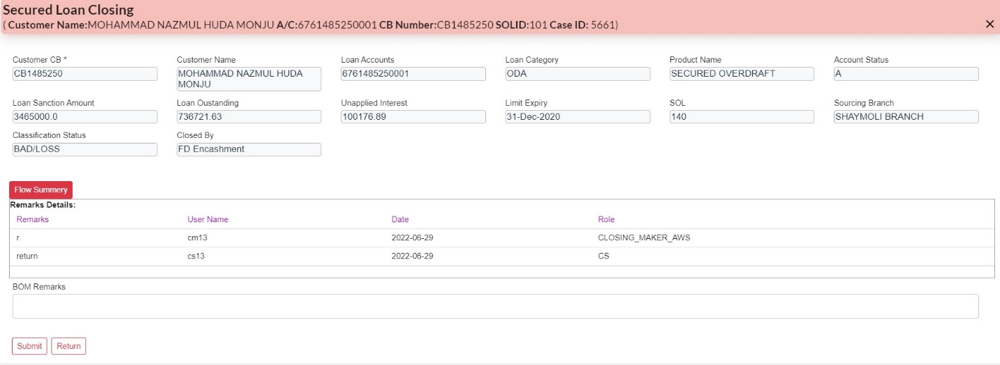 Secured Loan Closing
( Customer Name:MOHAMMAD NAZMUL HUDA MONJU A/C:6761485250001 CB Number:CB1485250 SOLID:101 Case ID: 5661)
Customer CB * Customer Name Loan Accounts Loan Category Product Name Account Status
CB1485250 MOHAMMAD NAZMUL HUDA 6761485250001 ODA SECURED OVERDRAFT A
MONJU
Loan Sanction Amount Loan Oustanding Unapplied Interest Limit Expiry SOL Sourcing Branch
3465000.0 736721.63 100176.89 31-Dec-2020 140 SHAYMOLI BRANCH
Classification Status Closed By
BAD/LOSS FD Encashment
Flow Summery
Remarks Details:
Remarks User Name Date Role
r cm13 2022-06-29 CLOSING_MAKER_AWS
return cs13 2022-06-29 CS
BOM Remarks
Submit Return